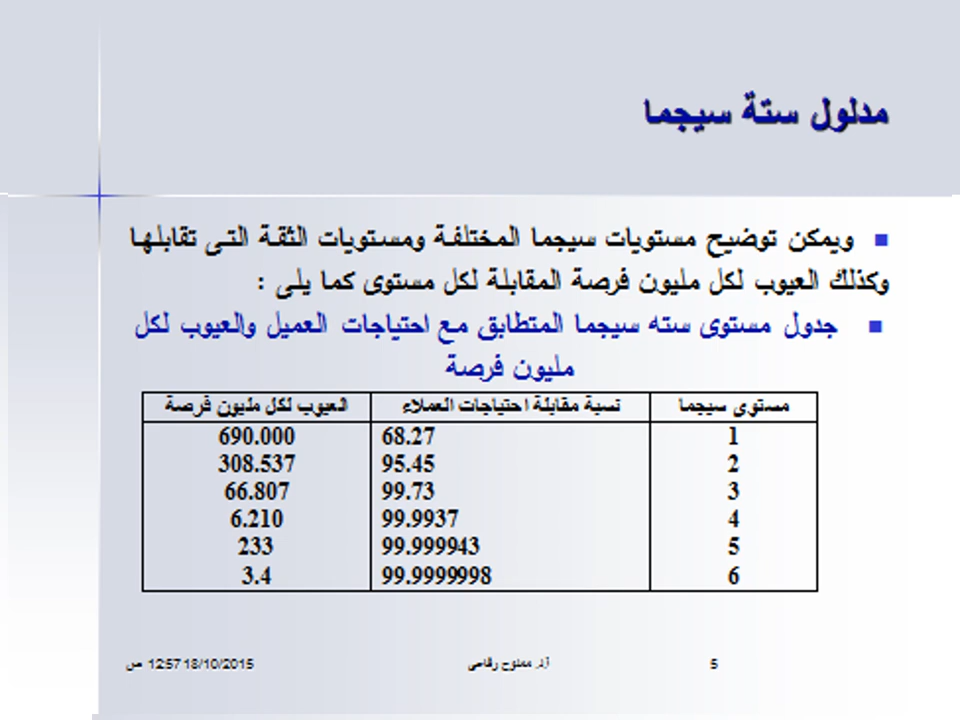 مدلول ستة سيجما
ويمكن توضيح مستويات سيجما المختلفة ومستويات الثقة التى تقابلها
وكذلك العيوب لكل مليون فرصة المقابلة لكل مستوى كما يلى :
جدول مستوى سته سيجما المتطابق مع احتياجات العميل والعيوب لكل
مليون فرصة
مستوى سيجما نسبة مقابلة احتياجات العملاء العيوب لكل مليون فرصة
1 68.27 690.000
2 95.45 308.537
3 99.73 66.807
4 99.9937 6.210
5 99.999943 233
6 99.9999998 3.4
5 أ.د. ممدوح رفاعى 18/10/2015 12:57 ص